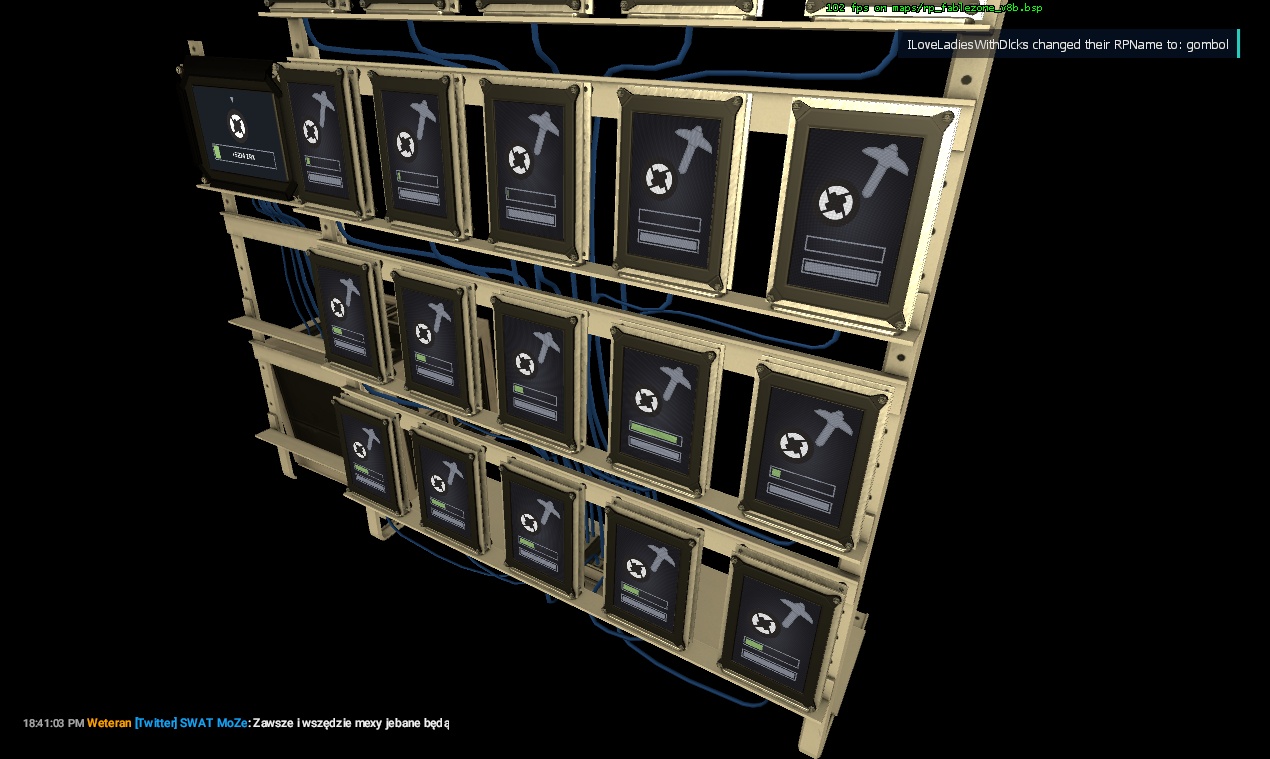 102 fps on maps/rp_fablezone_v8b.bsp
ILoveLadiesWithDIcks changed their RPName to: gombol
18:41:03 PM Weteran [Twitter] SWAT MoZe: Zawsze i wszędzie mexy jebane będą